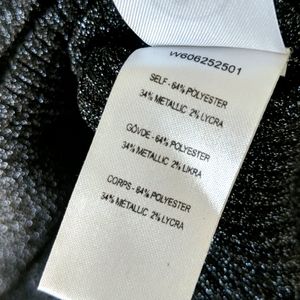 W606252501
SELF - 64% POLYESTER
34% METALLIC 2% LYCRA
GÖVDE - 64% POLYESTER
34% METALLIC 2% LIKRA
CORPS - 64% POLYESTER
34% METALLIC 2% LYCRA